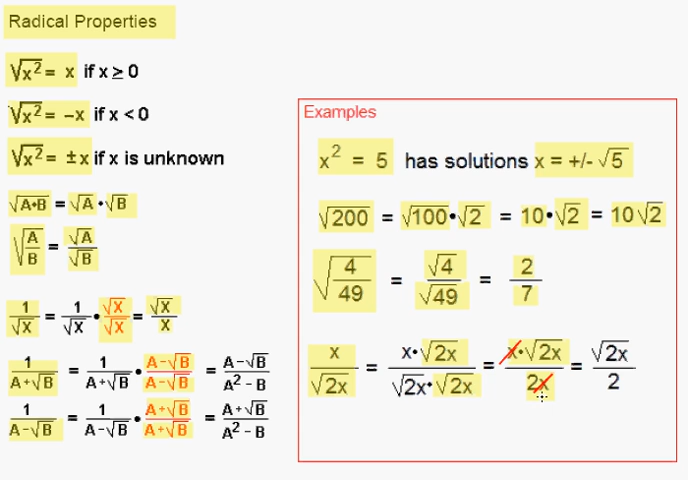 Radical Properties
√x² = x if x ≥ 0
√x² = −x if x < 0
√x² = ±x if x is unknown
√A•B = √A • √B
√(A/B) = √A/√B
1/√X = 1/√X • √X/√X = √X/X
1/(A+√B) = 1/(A+√B) • (A−√B)/(A−√B) = (A−√B)/(A²−B)
1/(A−√B) = 1/(A−√B) • (A+√B)/(A+√B) = (A+√B)/(A²−B)
Examples
x² = 5 has solutions x = +/- √5
√200 = √100•√2 = 10•√2 = 10√2
√(4/49) = √4/√49 = 2/7
x/√2x = x•√2x/√2x•√2x = x•√2x/2x = √2x/2